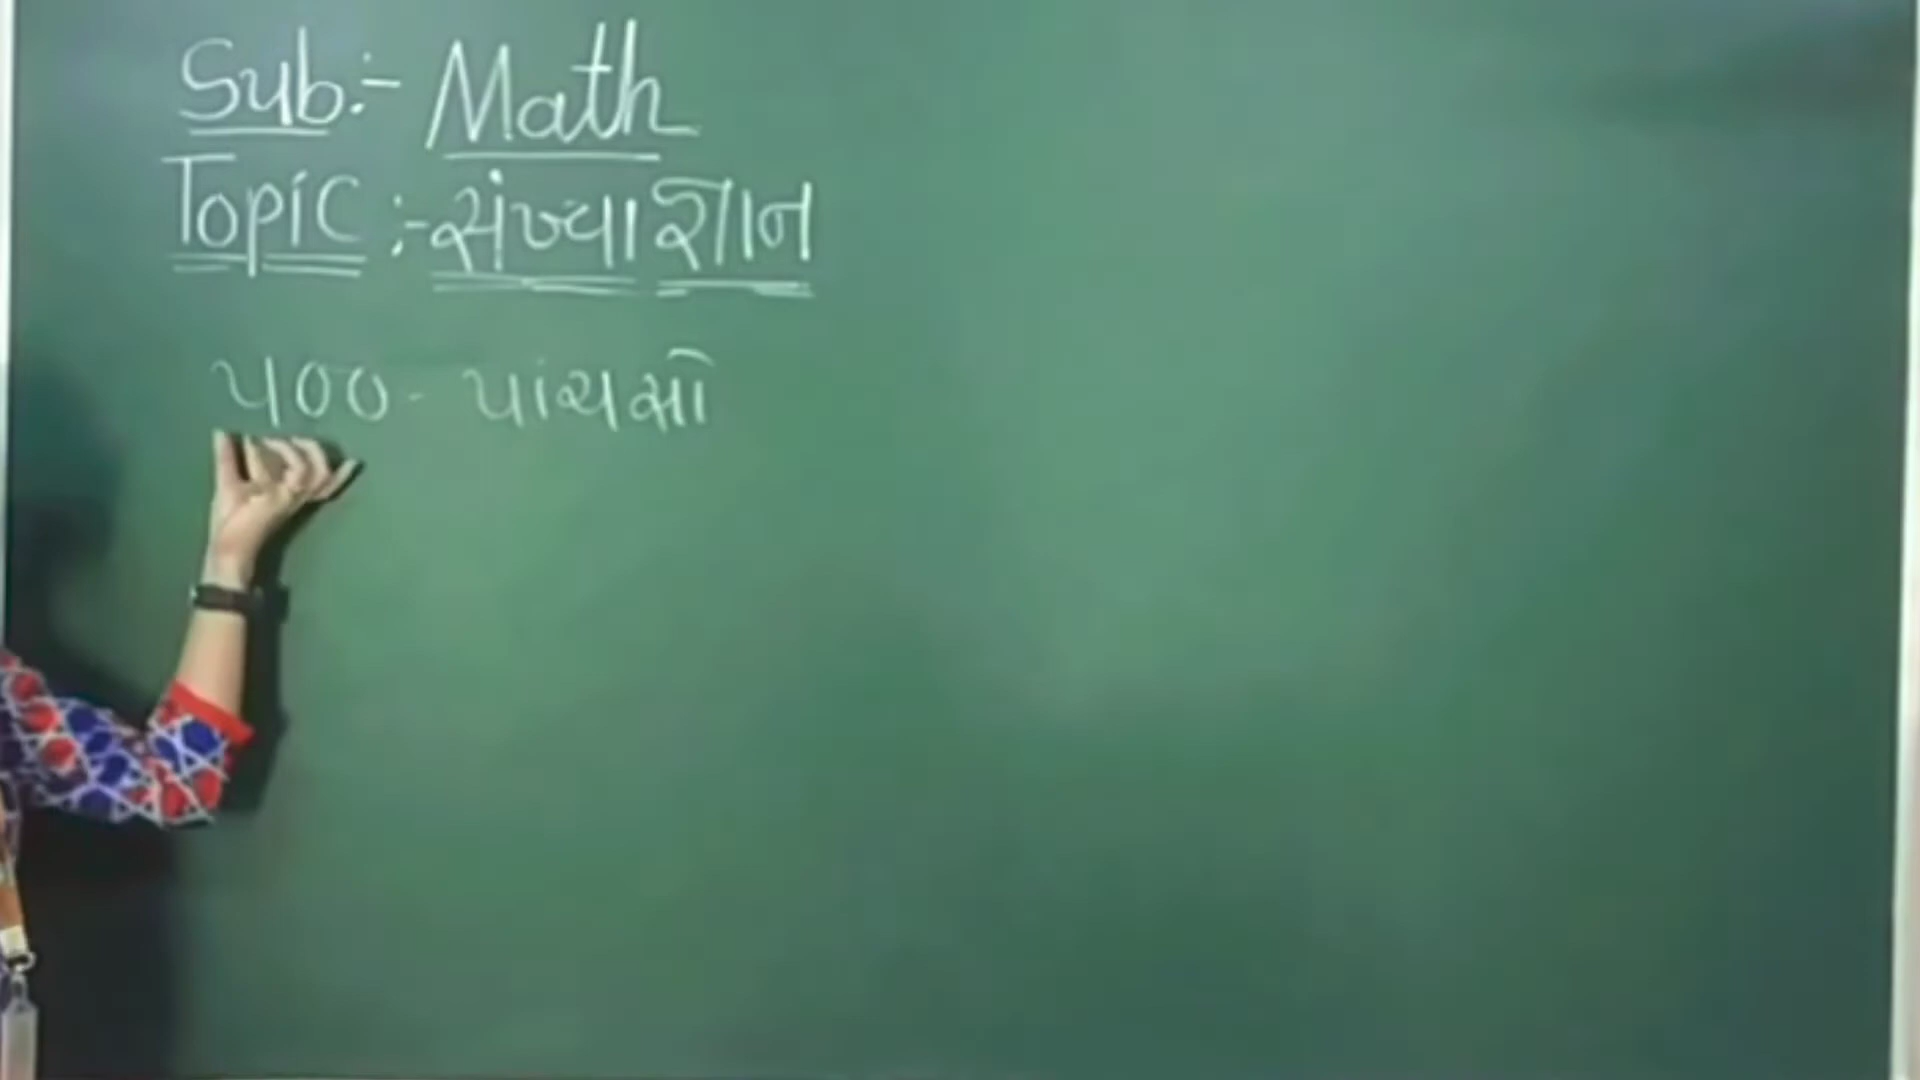 Sub:- Math
Topic :- સંખ્યા જ્ઞાન
૫૦૦ - પાંચસો